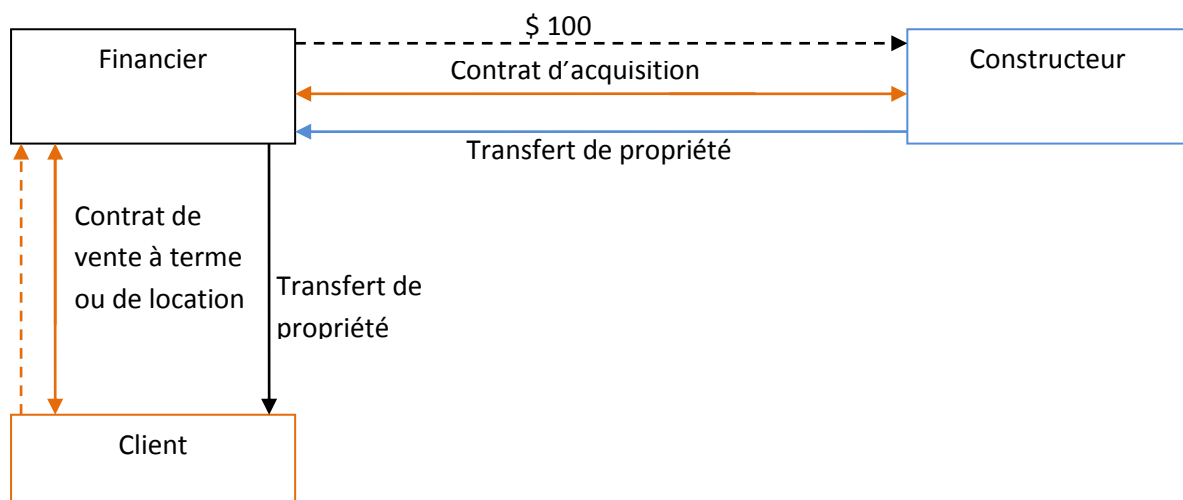 $ 100
Financier
Constructeur
Contrat d´acquisition
Transfert de propriété
Contrat de
vente à terme
ou de location
Transfert de
propriété
Client